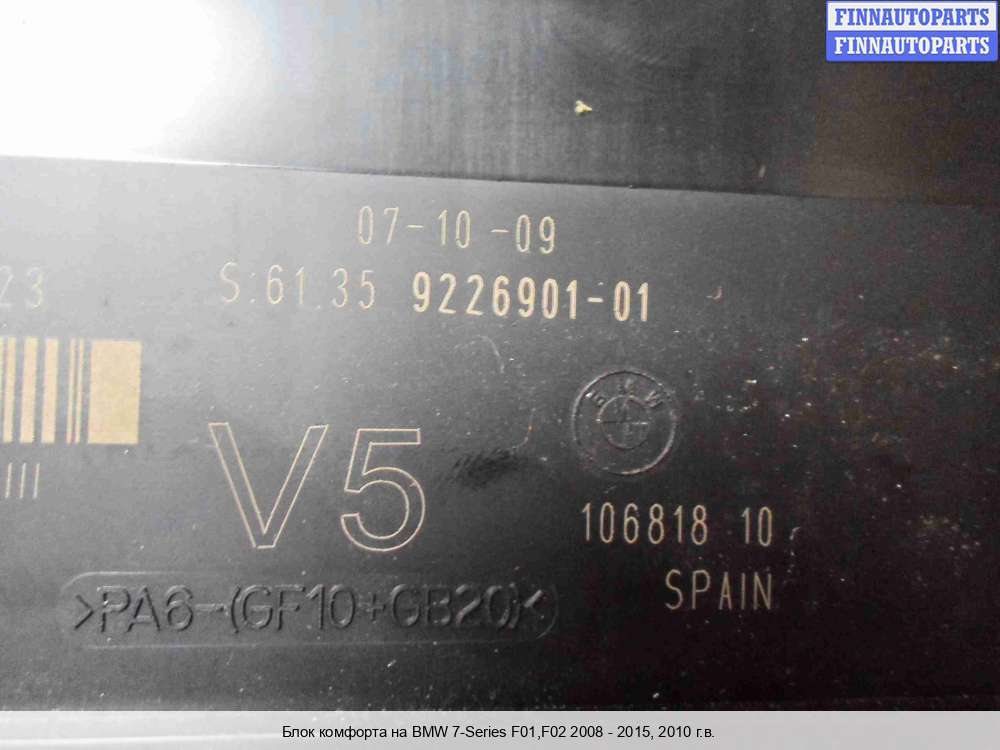 FINNAUTOPARTS
FINNAUTOPARTS
07-10-09
23
S:61.35 9226901-01
BMW
V5
106818 10
SPAIN
>PA6-(GF10+GB20)<
Блок комфорта на BMW 7-Series F01,F02 2008 - 2015, 2010 г.в.